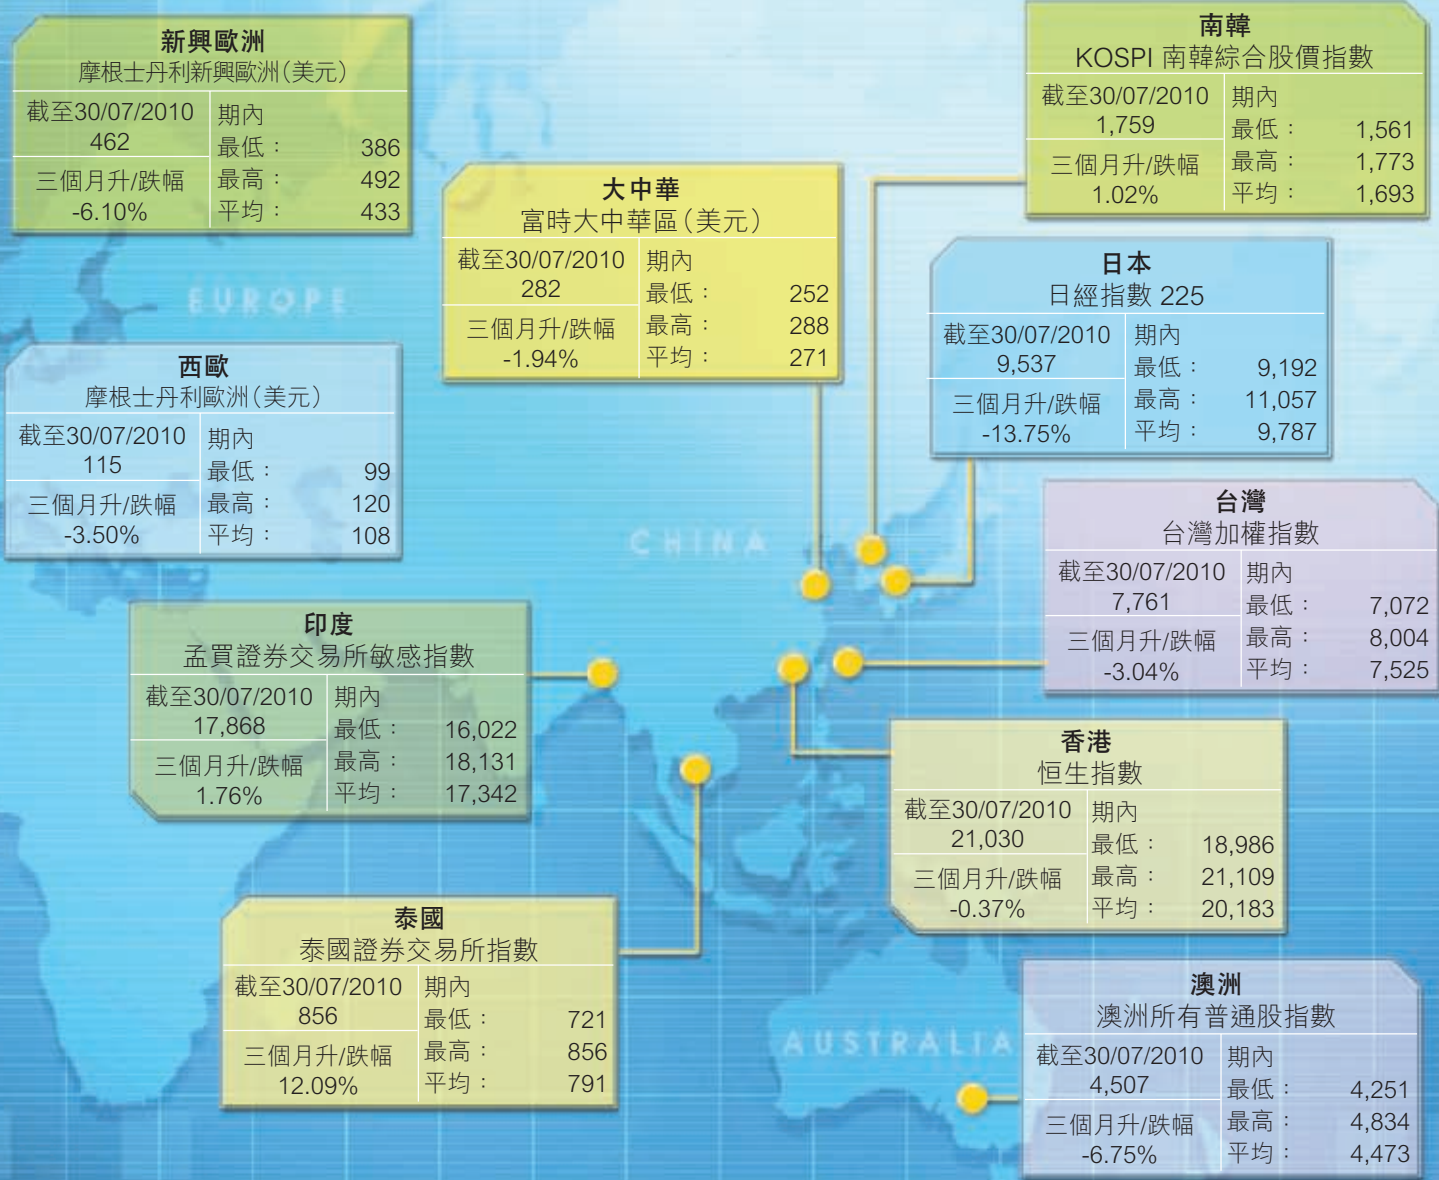 新興歐洲
摩根士丹利新興歐洲(美元)
截至30/07/2010
462
三個月升/跌幅
-6.10%
期內
最低： 386
最高： 492
平均： 433
南韓
KOSPI 南韓綜合股價指數
截至30/07/2010
1,759
三個月升/跌幅
1.02%
期內
最低： 1,561
最高： 1,773
平均： 1,693
大中華
富時大中華區(美元)
截至30/07/2010
282
三個月升/跌幅
-1.94%
期內
最低： 252
最高： 288
平均： 271
日本
日經指數 225
截至30/07/2010
9,537
三個月升/跌幅
-13.75%
期內
最低： 9,192
最高： 11,057
平均： 9,787
EUROPE
西歐
摩根士丹利歐洲(美元)
截至30/07/2010
115
三個月升/跌幅
-3.50%
期內
最低： 99
最高： 120
平均： 108
CHINA
台灣
台灣加權指數
截至30/07/2010
7,761
三個月升/跌幅
-3.04%
期內
最低： 7,072
最高： 8,004
平均： 7,525
印度
孟買證券交易所敏感指數
截至30/07/2010
17,868
三個月升/跌幅
1.76%
期內
最低： 16,022
最高： 18,131
平均： 17,342
香港
恒生指數
截至30/07/2010
21,030
三個月升/跌幅
-0.37%
期內
最低： 18,986
最高： 21,109
平均： 20,183
泰國
泰國證券交易所指數
截至30/07/2010
856
三個月升/跌幅
12.09%
期內
最低： 721
最高： 856
平均： 791
AUSTRALIA
澳洲
澳洲所有普通股指數
截至30/07/2010
4,507
三個月升/跌幅
-6.75%
期內
最低： 4,251
最高： 4,834
平均： 4,473